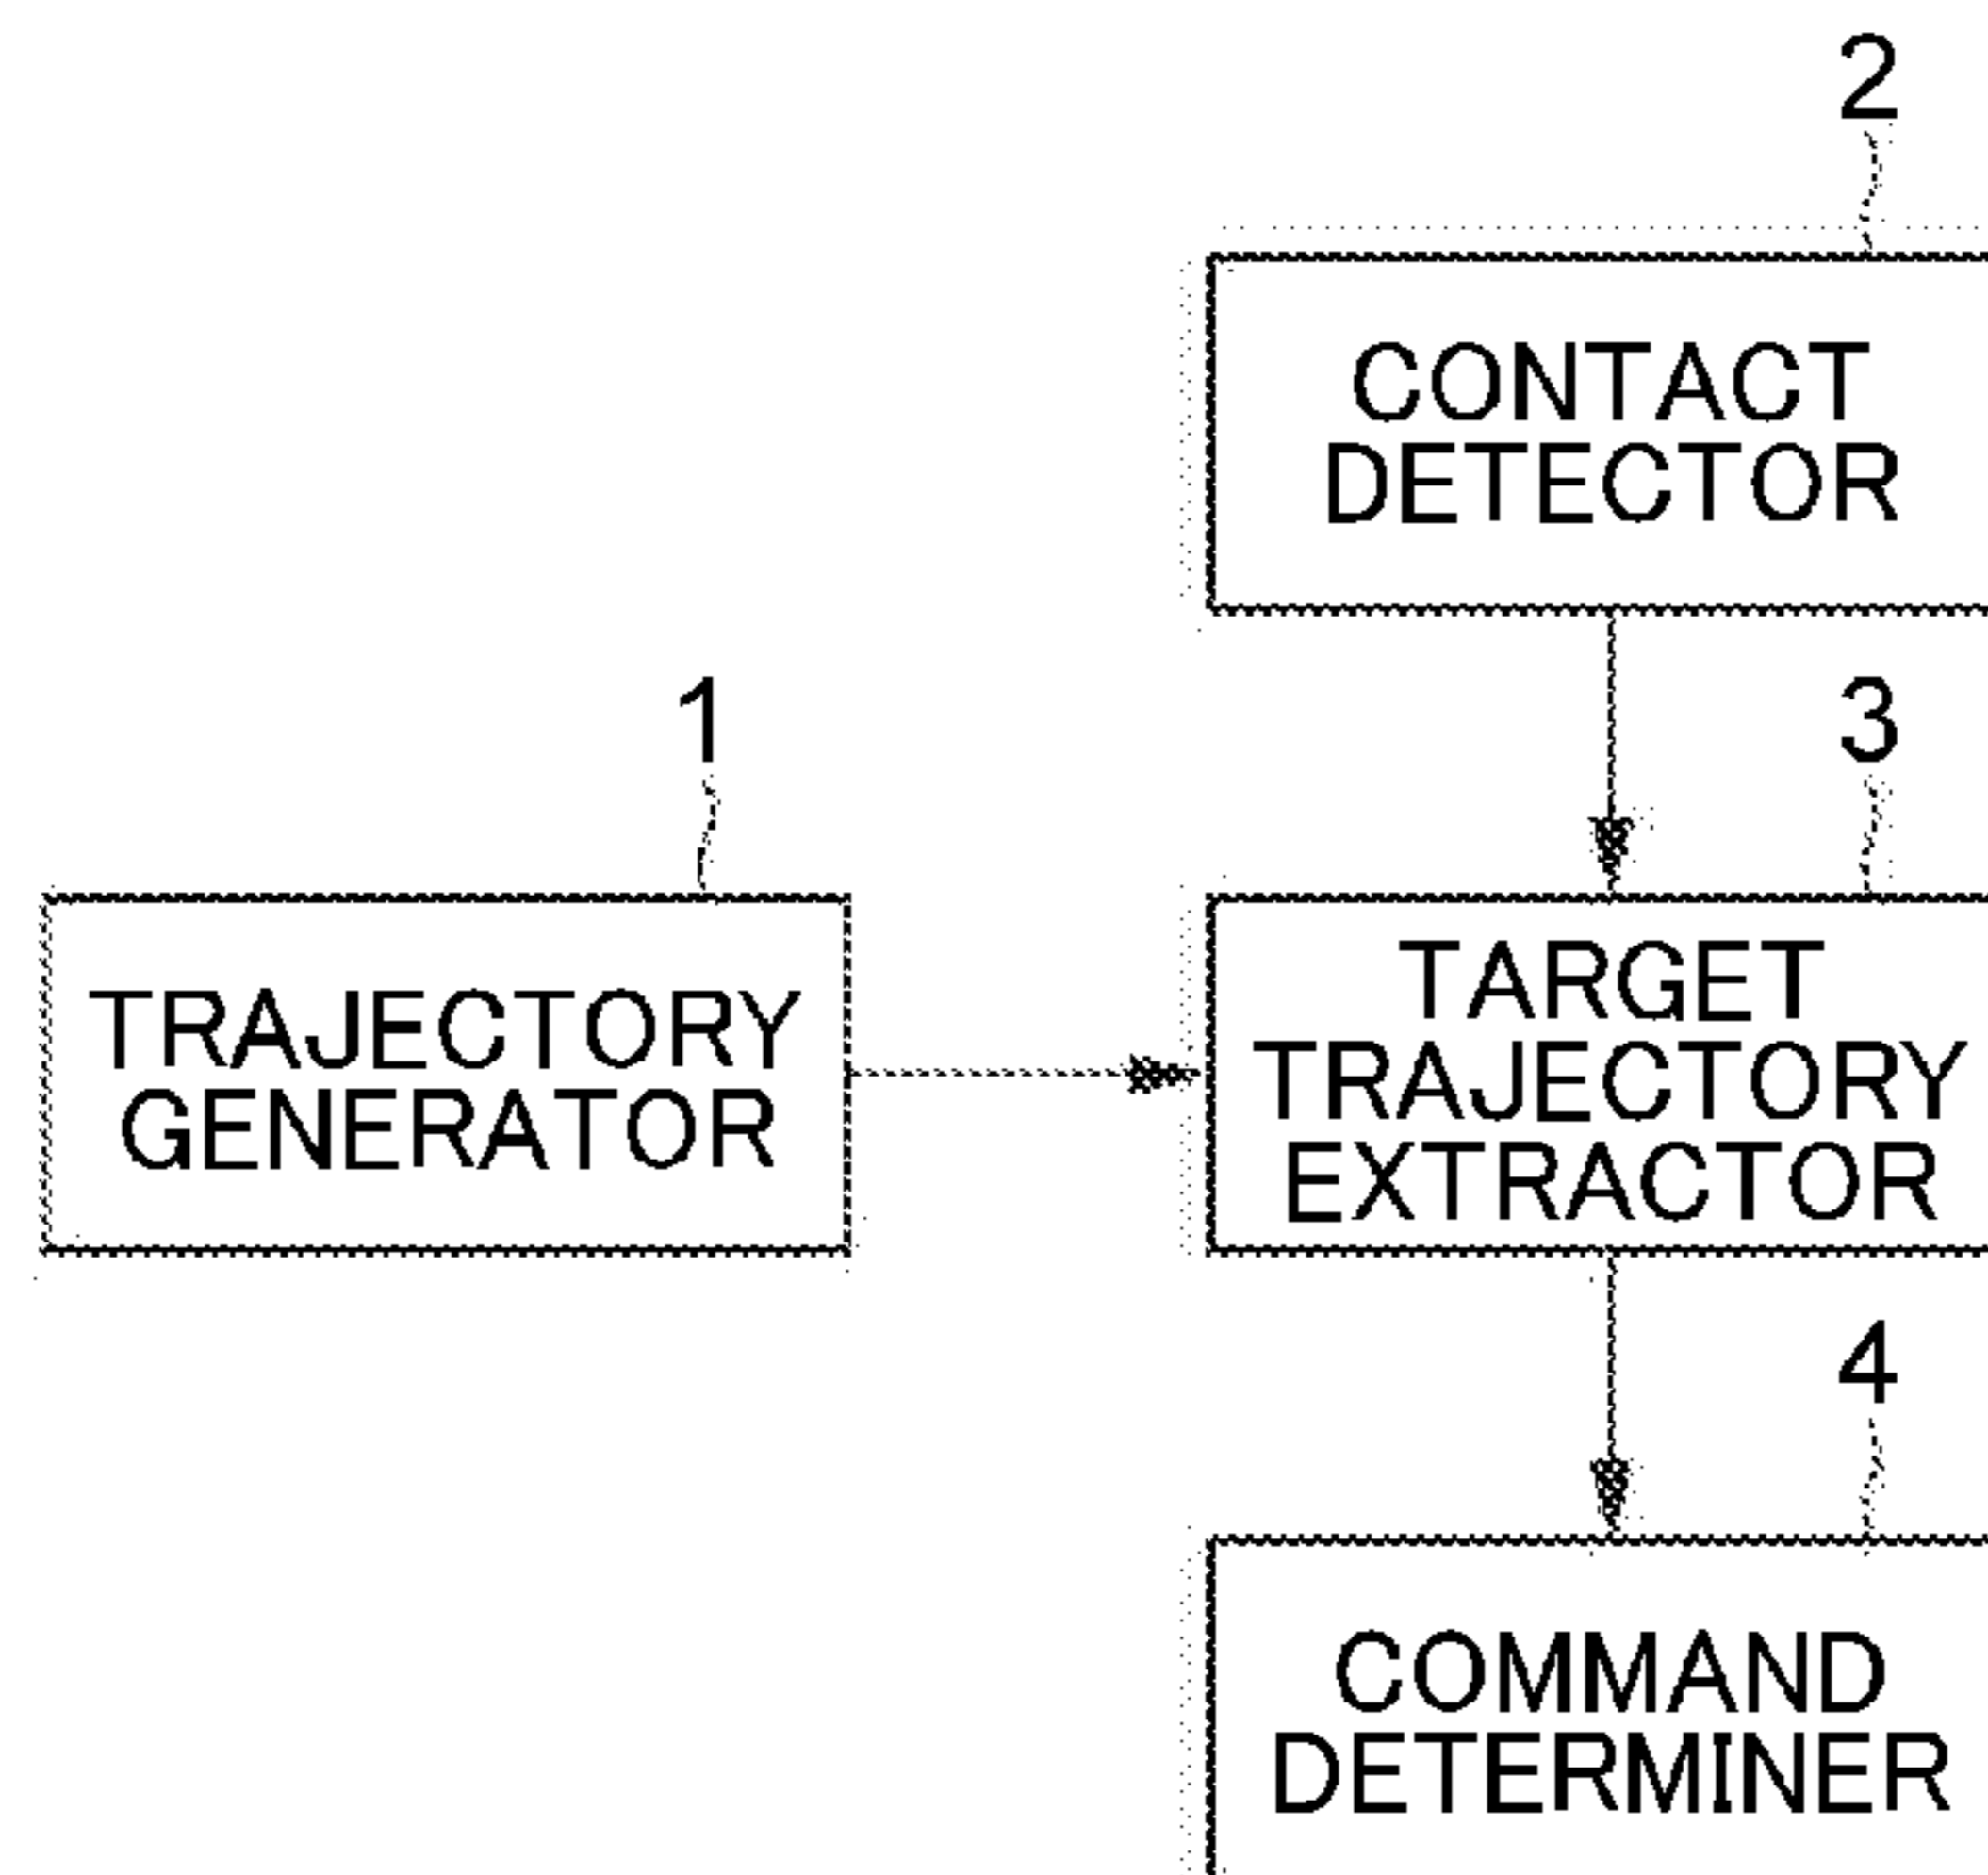 2
CONTACT
DETECTOR
1
3
TRAJECTORY
GENERATOR
TARGET
TRAJECTORY
EXTRACTOR
4
COMMAND
DETERMINER